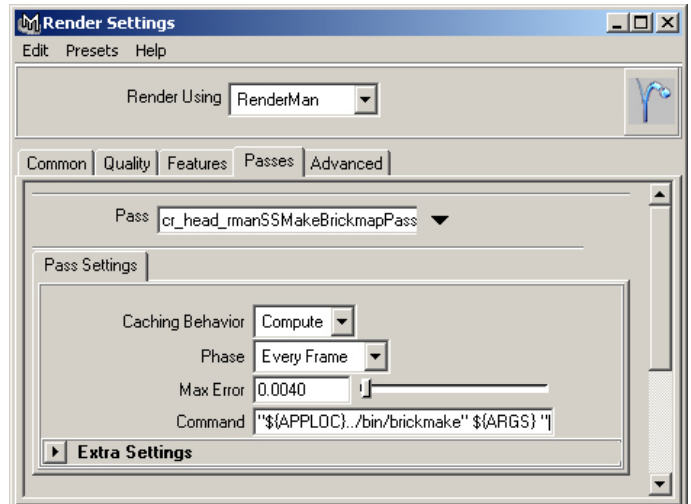 Render Settings
Edit Presets Help
Render Using RenderMan
Common Quality Features Passes Advanced
Pass cr_head_rmanSSMakeBrickmapPass
Pass Settings
Caching Behavior Compute
Phase Every Frame
Max Error 0.0040
Command "${APPLOC}../bin/brickmake" ${ARGS} "
Extra Settings